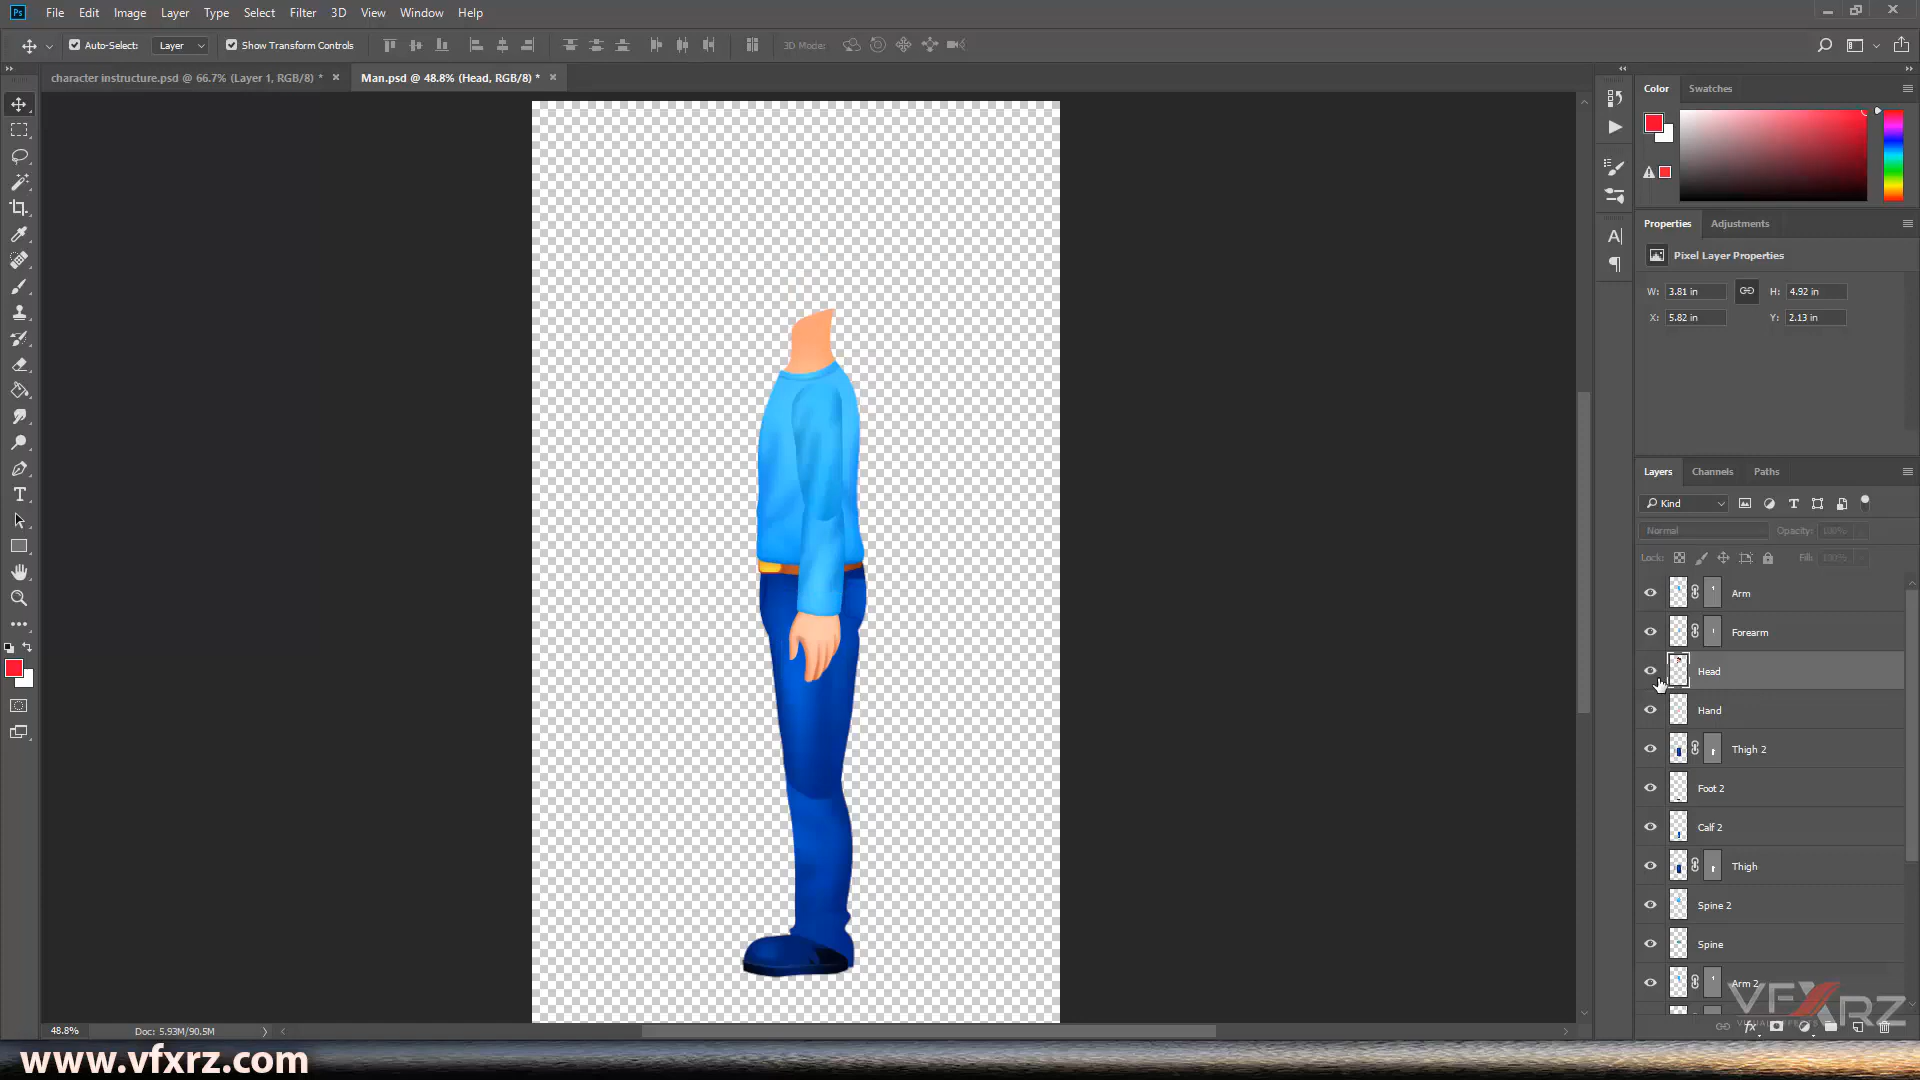 Ps File Edit Image Layer Type Select Filter 3D View Window Help
Auto-Select: Layer Show Transform Controls 3D Mode:
character instructure.psd @ 66.7% (Layer 1, RGB/8) * × Man.psd @ 48.8% (Head, RGB/8) * ×
Color Swatches
Properties Adjustments
Pixel Layer Properties
W: 3.81 in H: 4.92 in
X: 5.82 in Y: 2.13 in
Layers Channels Paths
Kind
Normal Opacity: 100%
Lock: Fill: 100%
Arm
Forearm
Head
Hand
Thigh 2
Foot 2
Calf 2
Thigh
Spine 2
Spine
Arm 2
VFXRZ
48.8% Doc: 5.93M/90.5M
www.vfxrz.com